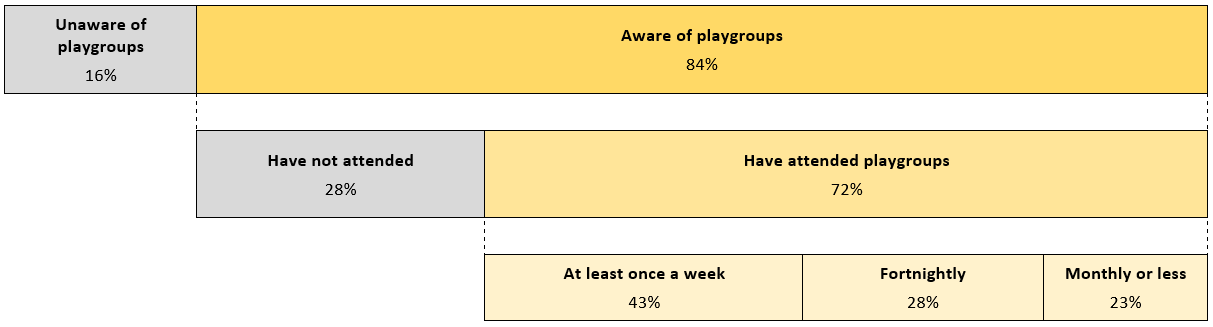 Unaware of
playgroups
16%
Aware of playgroups
84%
Have not attended
28%
Have attended playgroups
72%
At least once a week
43%
Fortnightly
28%
Monthly or less
23%